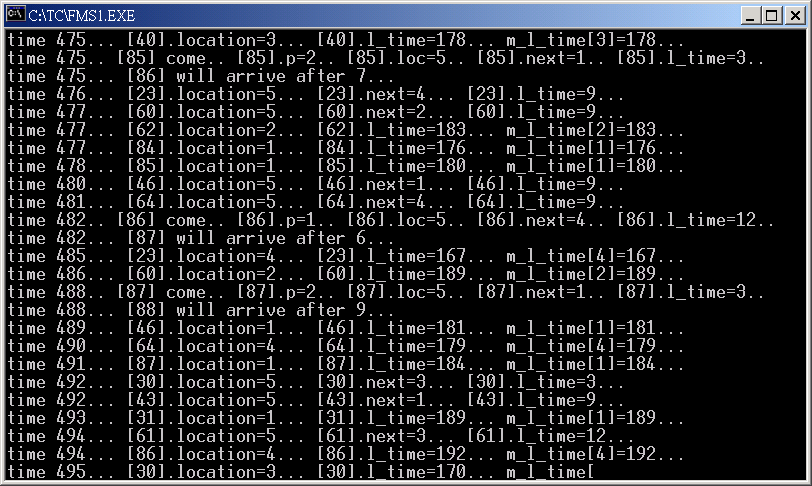 C:\TC\FMS1.EXE
time 475... [40].location=3... [40].l_time=178... m_l_time[3]=178...
time 475.. [85] come.. [85].p=2.. [85].loc=5.. [85].next=1.. [85].l_time=3..
time 475... [86] will arrive after 7...
time 476... [23].location=5... [23].next=4... [23].l_time=9...
time 477... [60].location=5... [60].next=2... [60].l_time=9...
time 477... [62].location=2... [62].l_time=183... m_l_time[2]=183...
time 477... [84].location=1... [84].l_time=176... m_l_time[1]=176...
time 478... [85].location=1... [85].l_time=180... m_l_time[1]=180...
time 480... [46].location=5... [46].next=1... [46].l_time=9...
time 481... [64].location=5... [64].next=4... [64].l_time=9...
time 482.. [86] come.. [86].p=1.. [86].loc=5.. [86].next=4.. [86].l_time=12..
time 482... [87] will arrive after 6...
time 485... [23].location=4... [23].l_time=167... m_l_time[4]=167...
time 486... [60].location=2... [60].l_time=189... m_l_time[2]=189...
time 488.. [87] come.. [87].p=2.. [87].loc=5.. [87].next=1.. [87].l_time=3..
time 488... [88] will arrive after 9...
time 489... [46].location=1... [46].l_time=181... m_l_time[1]=181...
time 490... [64].location=4... [64].l_time=179... m_l_time[4]=179...
time 491... [87].location=1... [87].l_time=184... m_l_time[1]=184...
time 492... [30].location=5... [30].next=3... [30].l_time=3...
time 492... [43].location=5... [43].next=1... [43].l_time=9...
time 493... [31].location=1... [31].l_time=189... m_l_time[1]=189...
time 494... [61].location=5... [61].next=3... [61].l_time=12...
time 494... [86].location=4... [86].l_time=192... m_l_time[4]=192...
time 495... [30].location=3... [30].l_time=170... m_l_time[